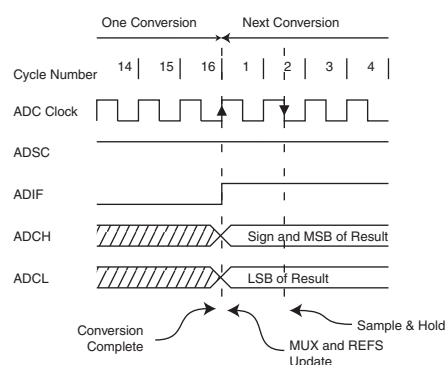 One Conversion Next Conversion
Cycle Number 14 15 16 1 2 3 4
ADC Clock
ADSC
ADIF
ADCH Sign and MSB of Result
ADCL LSB of Result
Conversion
Complete
MUX and REFS
Update
Sample & Hold